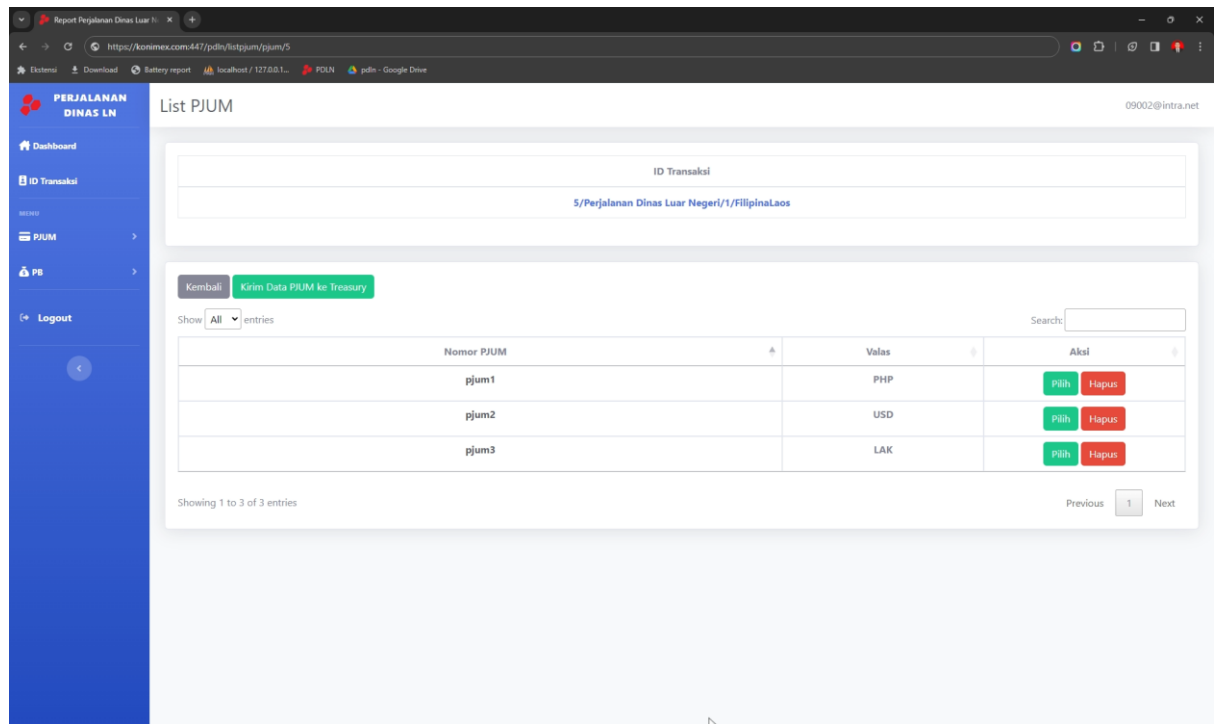 Report Perjalanan Dinas Luar N
https://konimex.com:447/pdln/listpjum/pjum/5
Ekstensi Download Battery report localhost / 127.0.0.1... PDLN pdln - Google Drive
PERJALANAN
DINAS LN
List PJUM
09002@intra.net
Dashboard
ID Transaksi
MENU
PJUM
PB
Logout
ID Transaksi
5/Perjalanan Dinas Luar Negeri/1/FilipinaLaos
Kembali Kirim Data PJUM ke Treasury
Show All entries Search:
Nomor PJUM Valas Aksi
pjum1 PHP Pilih Hapus
pjum2 USD Pilih Hapus
pjum3 LAK Pilih Hapus
Showing 1 to 3 of 3 entries Previous 1 Next